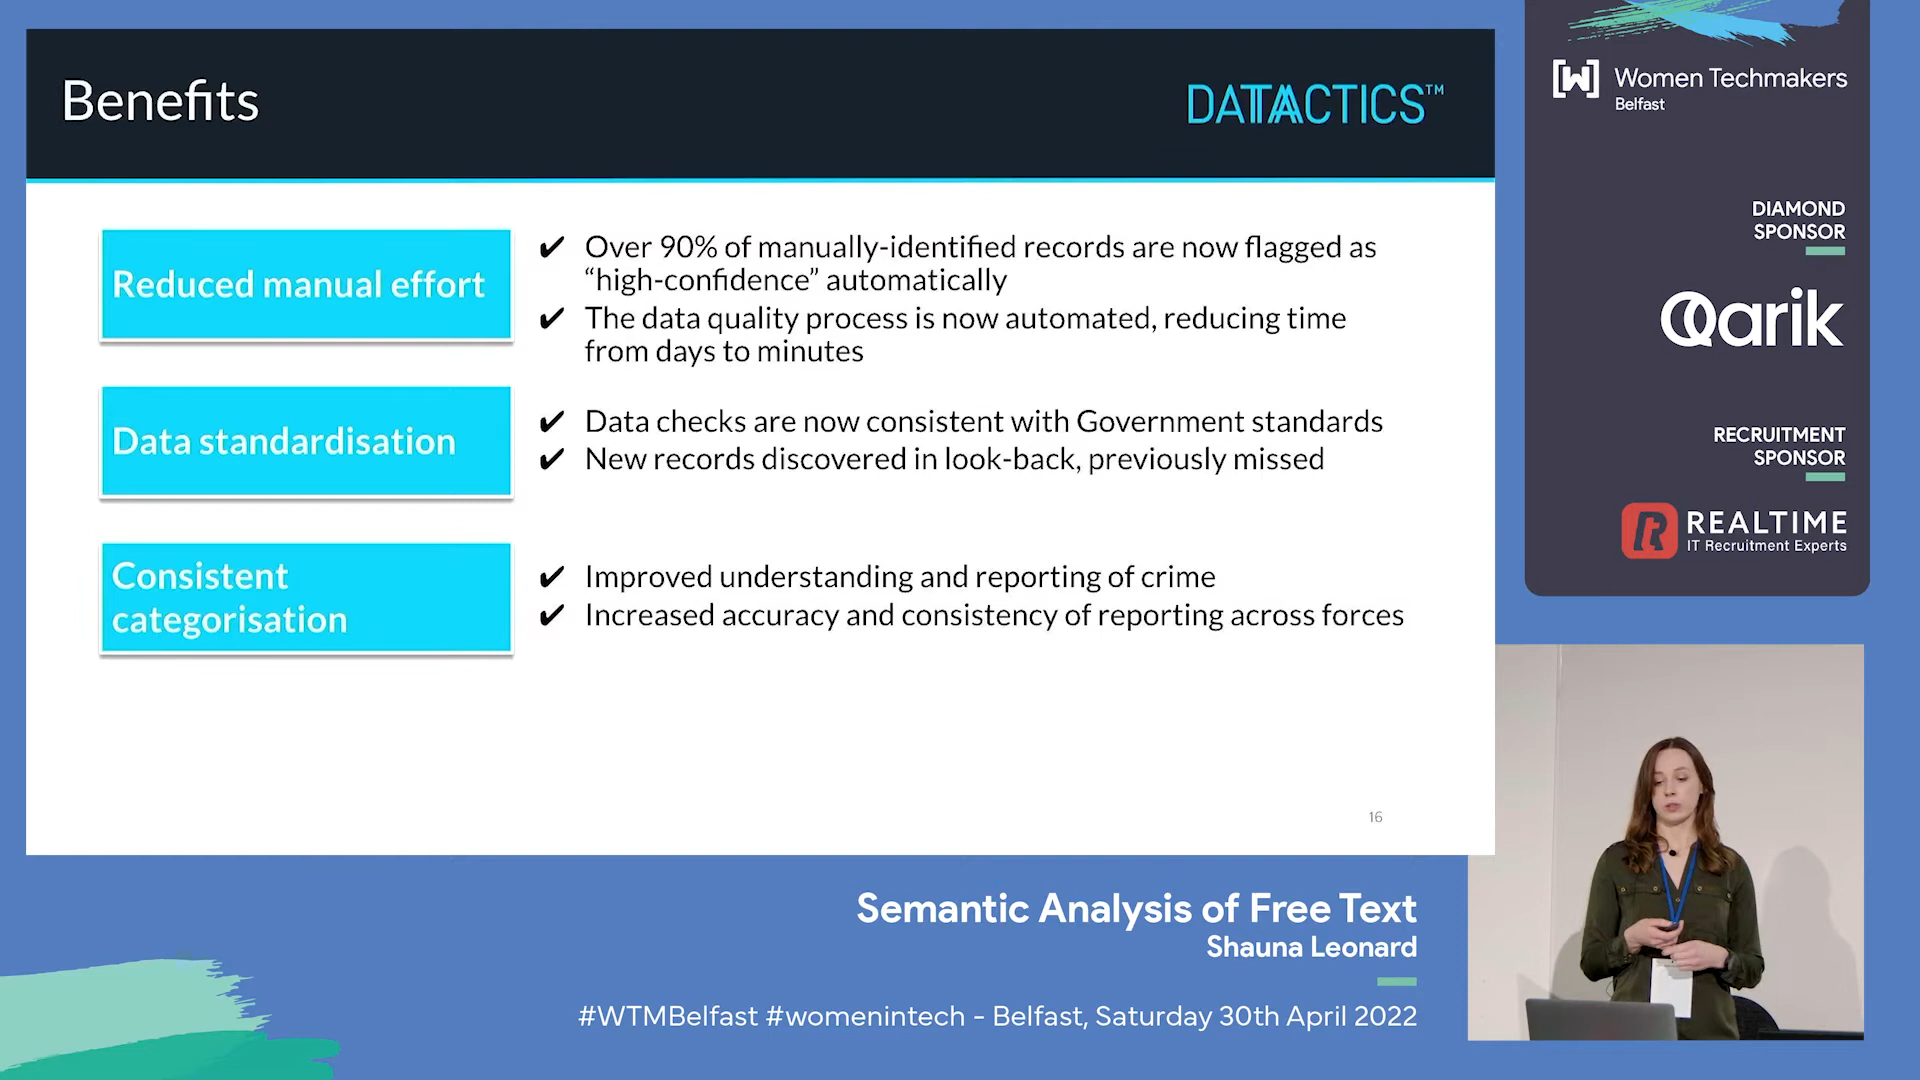 Benefits
DATACTICS™
Reduced manual effort
✔ Over 90% of manually-identified records are now flagged as
“high-confidence” automatically
✔ The data quality process is now automated, reducing time
from days to minutes
Data standardisation
✔ Data checks are now consistent with Government standards
✔ New records discovered in look-back, previously missed
Consistent
categorisation
✔ Improved understanding and reporting of crime
✔ Increased accuracy and consistency of reporting across forces
16
Women Techmakers
Belfast
DIAMOND
SPONSOR
Qarik
RECRUITMENT
SPONSOR
REALTIME
IT Recruitment Experts
Semantic Analysis of Free Text
Shauna Leonard
#WTMBelfast #womenintech - Belfast, Saturday 30th April 2022